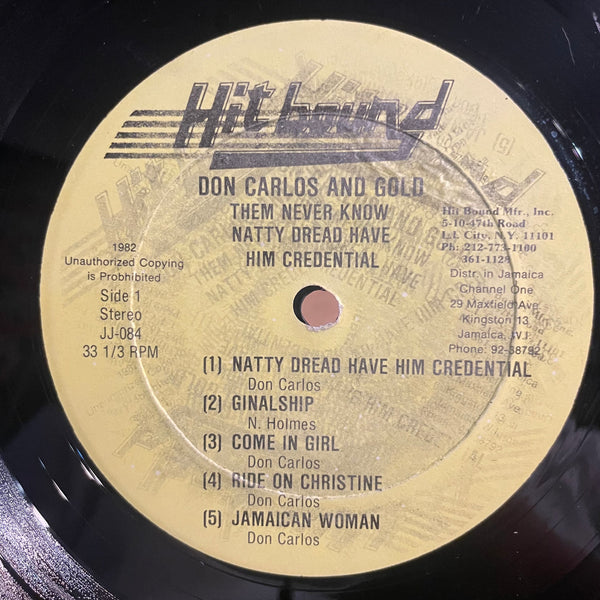 Hit bound
DON CARLOS AND GOLD
THEM NEVER KNOW
NATTY DREAD HAVE
HIM CREDENTIAL
1982
Unauthorized Copying
is Prohhibited
Side 1
Stereo
JJ-084
33 1/3 RPM
Hit Bound Mfr., Inc.
5-10-47th Road
L.I. City, N.Y. 11101
Ph: 212-773-1100
361-1128
Distr. in Jamaica
Channel One
29 Maxfield Ave.
Kingston 13
Jamaica, W.I.
Phone: 92-58792
(1) NATTY DREAD HAVE HIM CREDENTIAL
Don Carlos
(2) GINALSHIP
N. Holmes
(3) COME IN GIRL
Don Carlos
(4) RIDE ON CHRISTINE
Don Carlos
(5) JAMAICAN WOMAN
Don Carlos